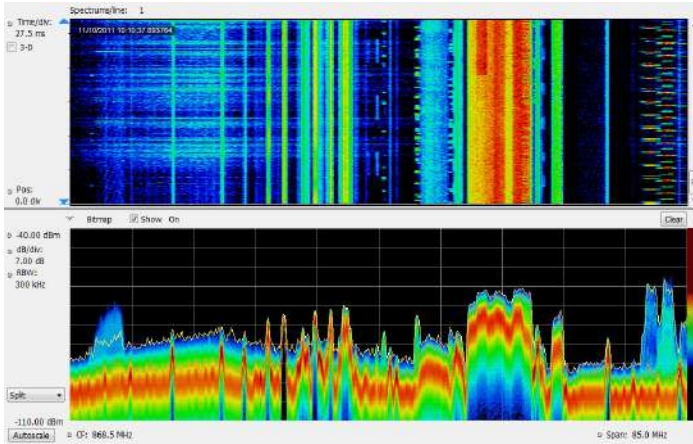 Spectrums/line: 1
Time/div:
27.5 ms
3-D
11/10/2011 10:10:37.895764
Pos:
0.0 div
Bitmap Show On Clear
-40.00 dBm
dB/div:
7.00 dB
RBW:
300 kHz
Split
-110.00 dBm
Autoscale CF: 868.5 MHz Span: 85.0 MHz